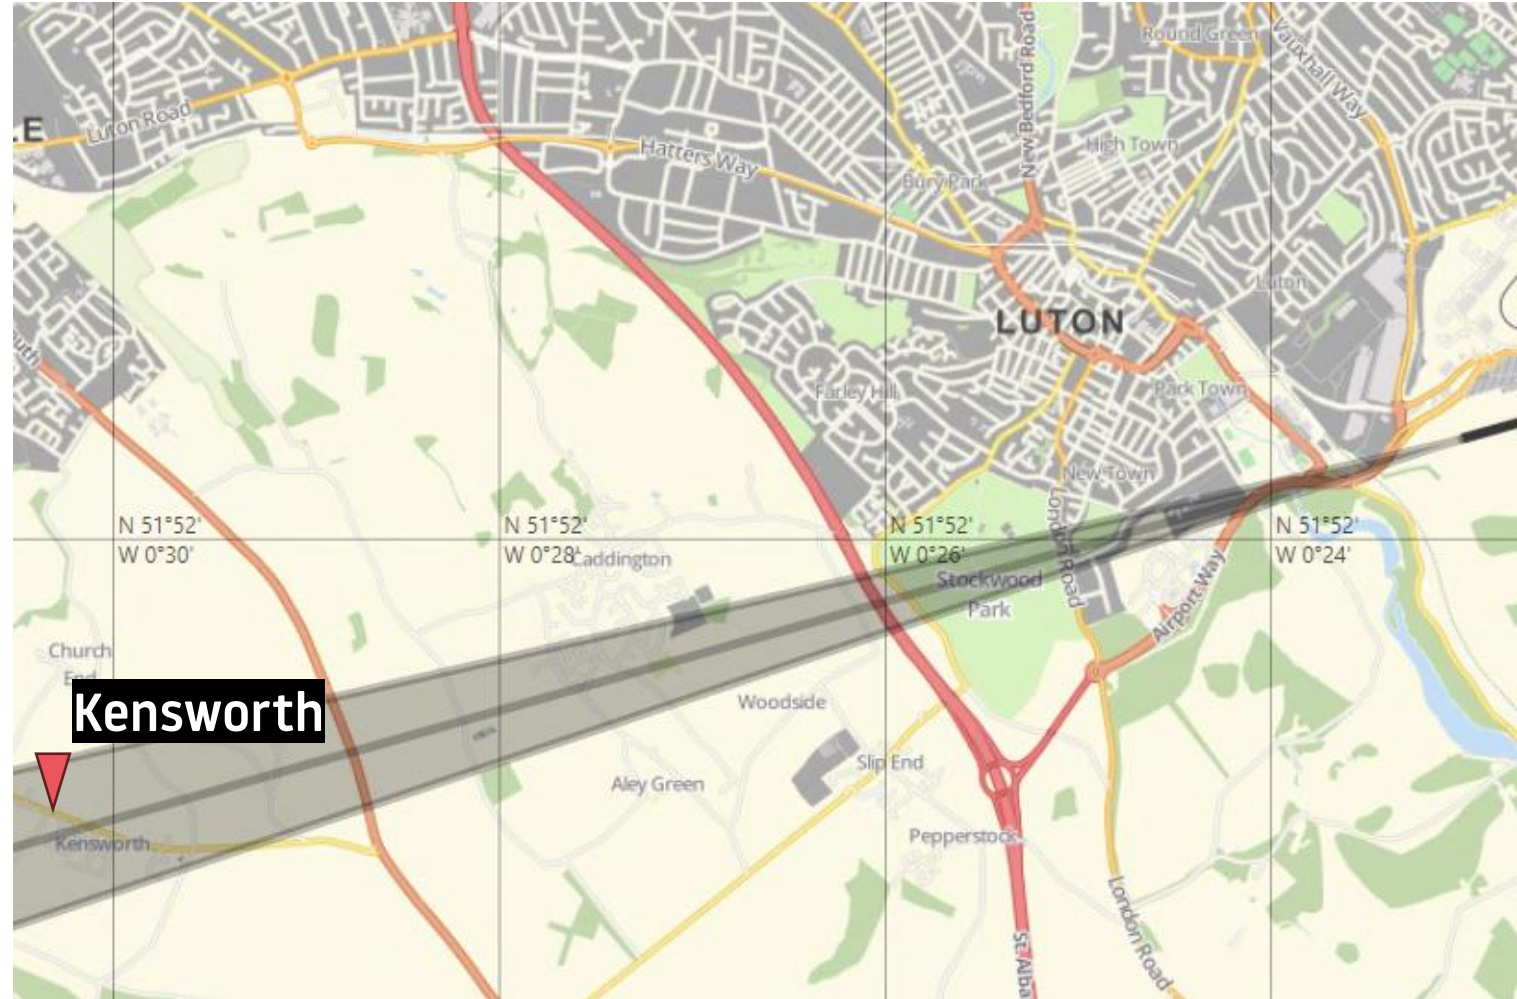 Round Green
New Bedford Road
Vauxhall Way
LE
Luton Road
Hatters Way
High Town
Bury Park
Luton
LUTON
outh
Farley Hill
Park Town
New Town
London Road
N 51°52'
W 0°30'
N 51°52'
W 0°28'
N 51°52'
W 0°26'
N 51°52'
W 0°24'
Caddington
Stockwood
Park
Airport Way
Church
End
Kensworth
Woodside
Slip End
Aley Green
Kensworth
Pepperstock
London Road
St. Alba